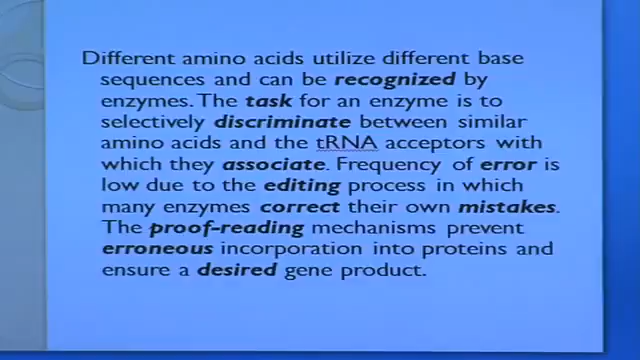 Different amino acids utilize different base
sequences and can be recognized by
enzymes. The task for an enzyme is to
selectively discriminate between similar
amino acids and the tRNA acceptors with
which they associate. Frequency of error is
low due to the editing process in which
many enzymes correct their own mistakes.
The proof-reading mechanisms prevent
erroneous incorporation into proteins and
ensure a desired gene product.